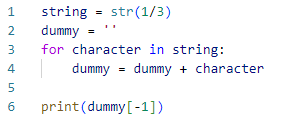 1 string = str(1/3)
2 dummy = ''
3 for character in string:
4     dummy = dummy + character
5
6 print(dummy[-1])